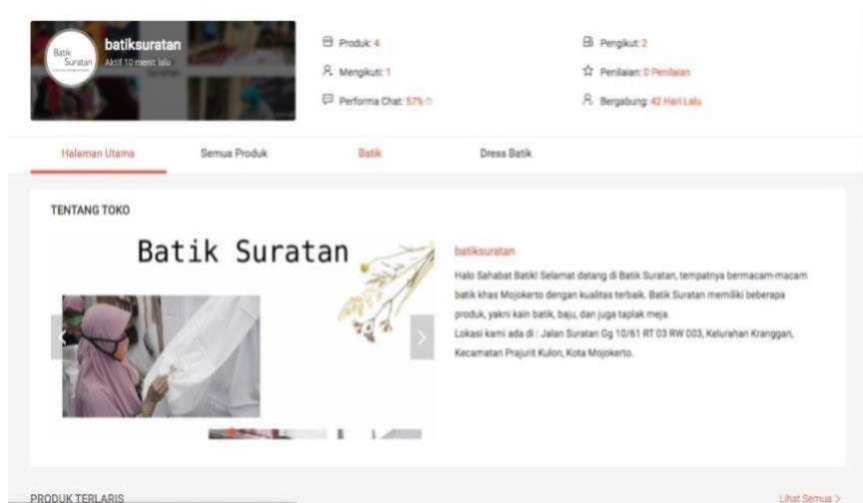 Batik
Suratan
batiksuratan
Aktif 10 menit lalu
Produk: 4
Pengikut: 2
Mengikuti: 1
Penilaian: 0 Penilaian
Performa Chat: 57%
Bergabung: 42 Hari Lalu
Halaman Utama
Semua Produk
Batik
Dress Batik
TENTANG TOKO
Batik Suratan
batiksuratan
Halo Sahabat Batik! Selamat datang di Batik Suratan, tempatnya bermacam-macam
batik khas Mojokerto dengan kualitas terbaik. Batik Suratan memiliki beberapa
produk, yakni kain batik, baju, dan juga taplak meja.
Lokasi kami ada di : Jalan Suratan Gg 10/61 RT 03 RW 003, Kelurahan Kranggan,
Kecamatan Prajurit Kulon, Kota Mojokerto.
PRODUK TERLARIS
Lihat Semua >